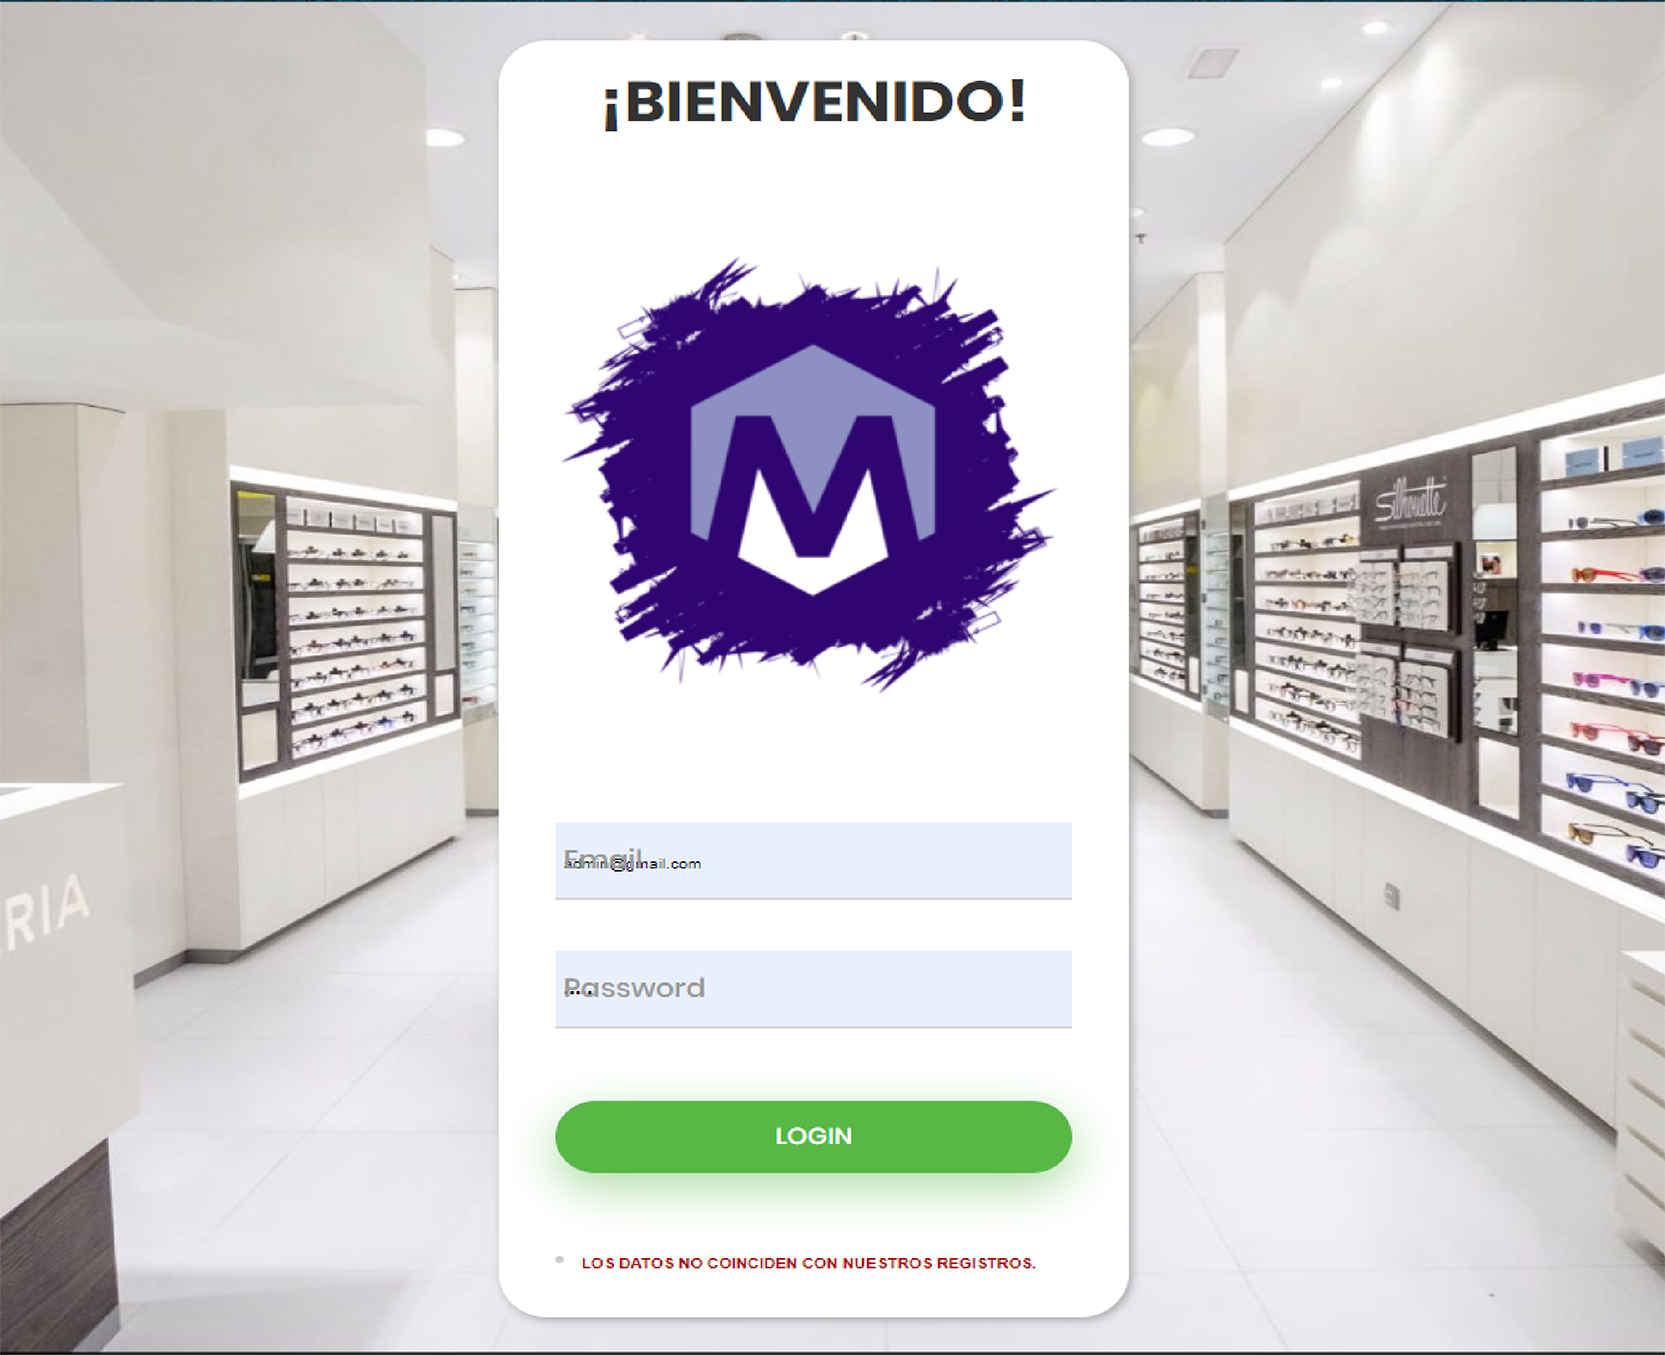 ¡BIENVENIDO!
M
Silhouette
RIA
Email
admin@gmail.com
Password
LOGIN
LOS DATOS NO COINCIDEN CON NUESTROS REGISTROS.